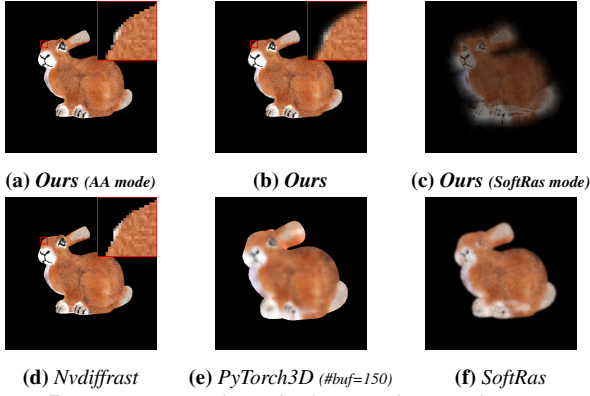 (a) Ours (AA mode) (b) Ours (c) Ours (SoftRas mode)
(d) Nvdiffrast (e) PyTorch3D (#buf=150) (f) SoftRas